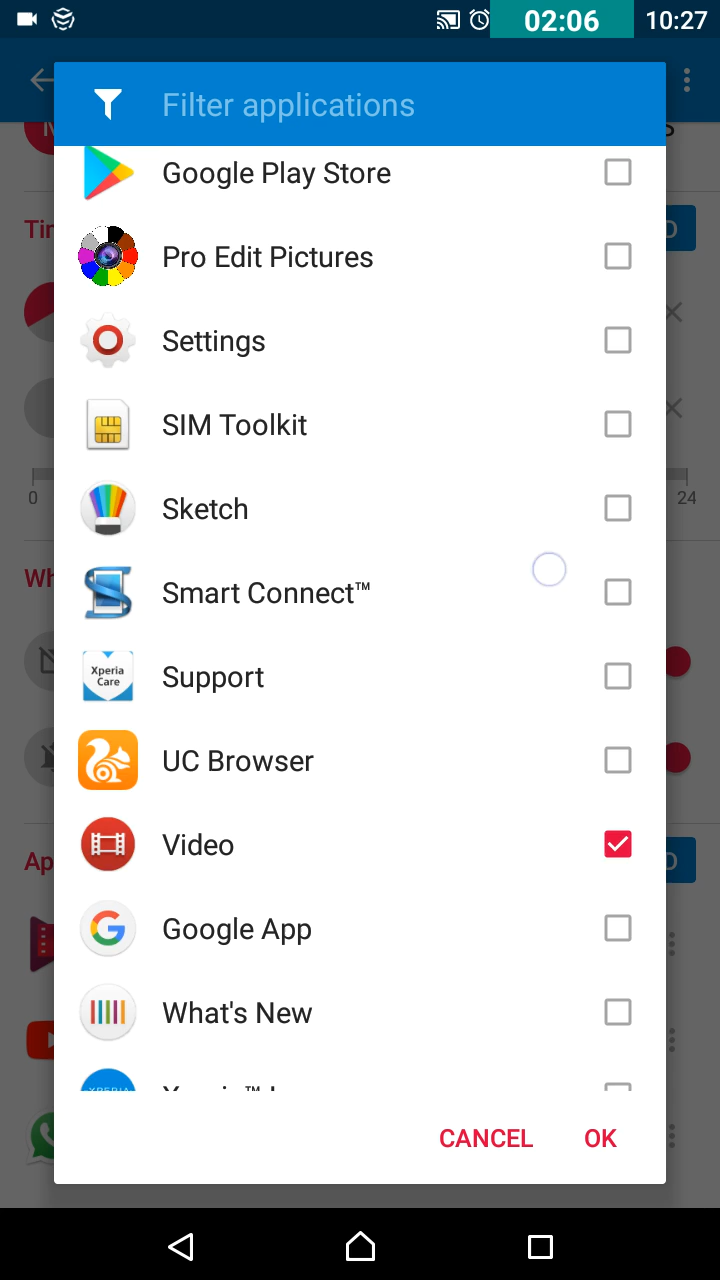 02:06 10:27
Filter applications
Google Play Store
Pro Edit Pictures
Settings
SIM Toolkit
Sketch
0
24
Smart Connect™
Xperia
Care
Support
UC Browser
Video
Google App
What's New
CANCEL OK